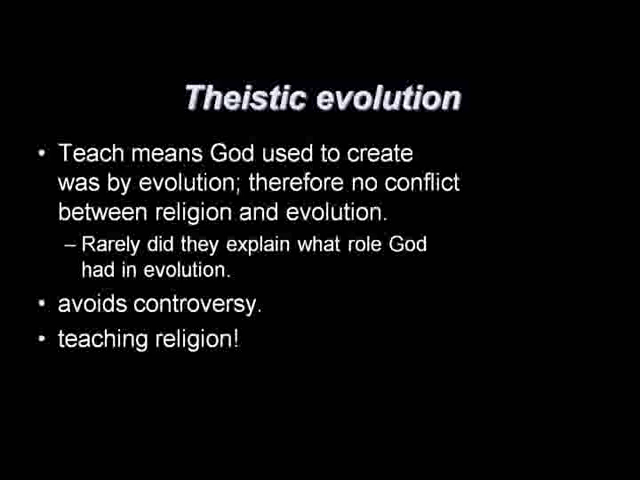 Theistic evolution
• Teach means God used to create
was by evolution; therefore no conflict
between religion and evolution.
– Rarely did they explain what role God
had in evolution.
• avoids controversy.
• teaching religion!